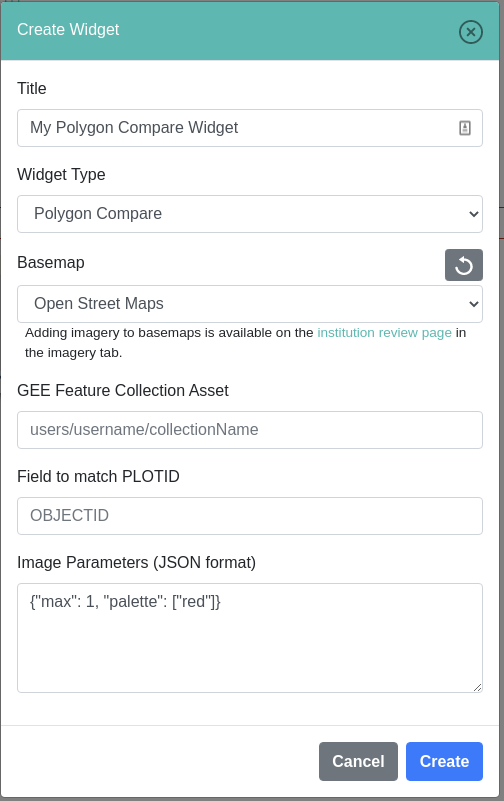 Create Widget
Title
My Polygon Compare Widget
Widget Type
Polygon Compare
Basemap
Open Street Maps
Adding imagery to basemaps is available on the institution review page in
the imagery tab.
GEE Feature Collection Asset
users/username/collectionName
Field to match PLOTID
OBJECTID
Image Parameters (JSON format)
{"max": 1, "palette": ["red"]}
Cancel
Create